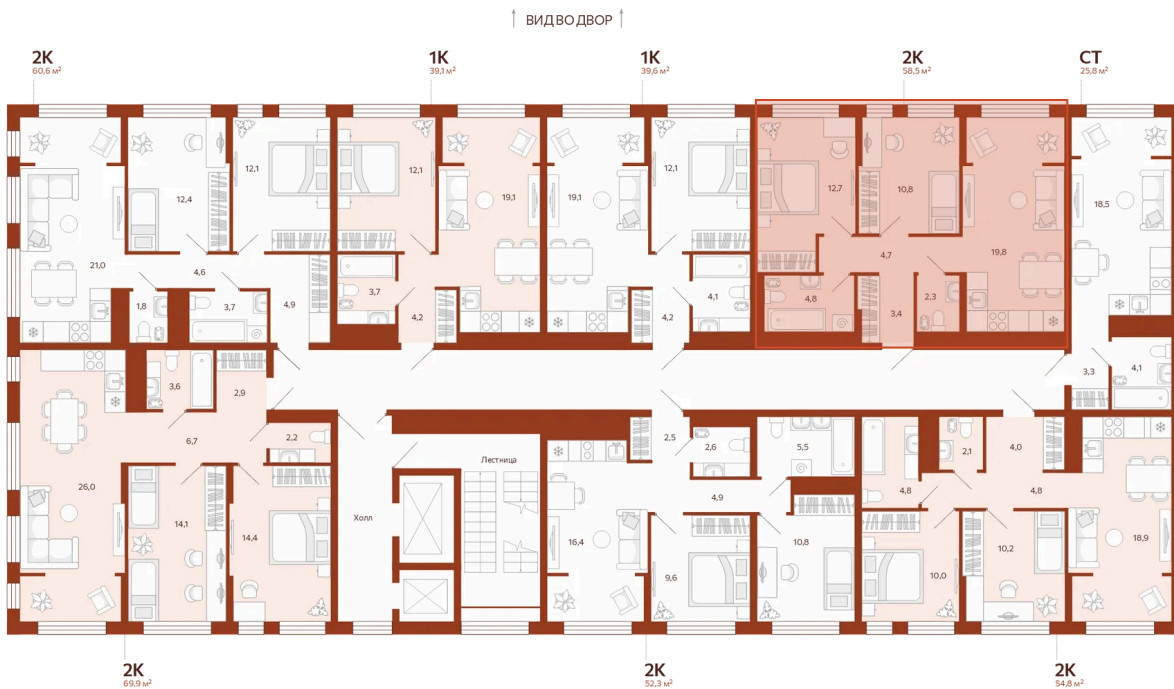 ↑ ВИД ВО ДВОР ↑
2К
60,6 м²
1К
39,1 м²
1К
39,6 м²
2К
58,5 м²
СТ
25,8 м²
12,4
12,1
12,1
19,1
19,1
12,1
12,7
10,8
19,8
18,5
21,0
4,6
1,8
3,7
4,9
3,7
4,2
4,2
4,1
4,7
4,8
3,4
2,3
3,3
4,1
3,6
2,9
6,7
2,2
26,0
14,1
14,4
Холл
Лестница
2,5
2,6
5,5
4,9
16,4
9,6
10,8
4,8
2,1
4,0
4,8
10,0
10,2
18,9
2К
69,9 м²
2К
52,3 м²
2К
54,8 м²